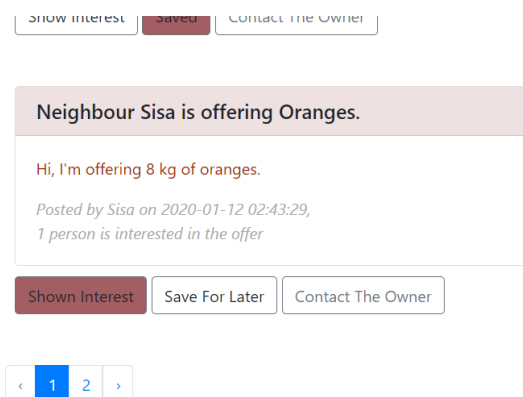 Show Interest Saved Contact The Owner
Neighbour Sisa is offering Oranges.
Hi, I'm offering 8 kg of oranges.
Posted by Sisa on 2020-01-12 02:43:29,
1 person is interested in the offer
Shown Interest Save For Later Contact The Owner
‹ 1 2 ›